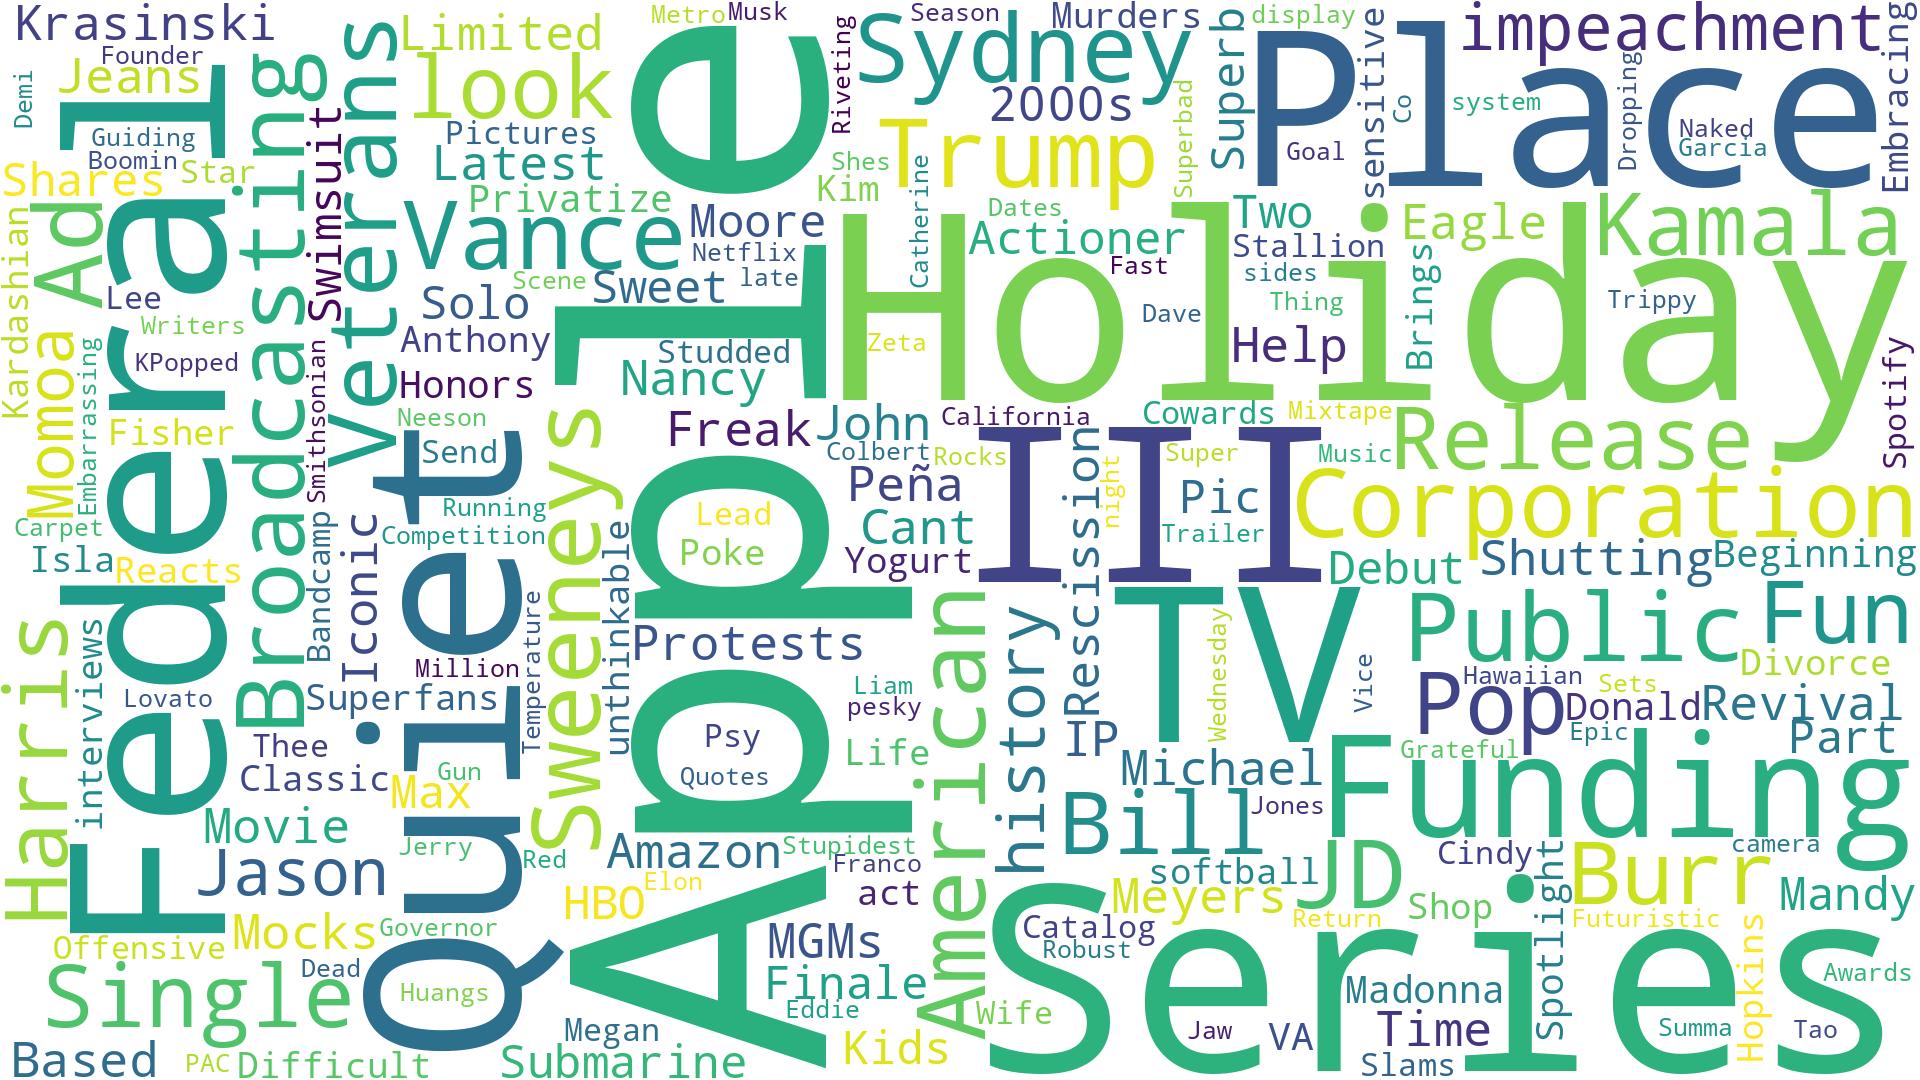 Krasinski
Founder
Jeans
Demi
Guiding
Boomin
Shares
Star
Federal
Broadcasting
Veterans
Swimsuit
Limited
look
Metro
Musk
Pictures
Latest
Privatize
Vance
Moore
Netflix
late
Scene
Sweet
Solo
Anthony
Studded
Nancy
Honors
Apple
Riveting
Sydney
Season
Murders
2000s
Trump
Shes
Kim
Superbad
Superb
display
Place
Goal
sensitive
Co
system
impeachment
Dropping
Naked
Garcia
Embracing
Catherine
Dates
Actioner
Fast
Two
Stallion
sides
Thing
Dave
Zeta
Help
Holiday
Eagle
Brings
Kamala
Trippy
Spotify
Kardashian
Ad
Lee
Writers
KPopped
Momoa
Embarrassing
Fisher
Smithsonian
Neeson
Send
Quiet
Freak
John
Colbert
California
Rocks
Cowards
Mixtape
Super
Music
Release
Peña
Cant
Yogurt
III
Rescission
night
Pic
Trailer
Corporation
Debut
Shutting
Beginning
Carpet
Isla
Reacts
Bandcamp
Iconic
Running
Competition
Sweeneys
unthinkable
Lead
Poke
Protests
Temperature
Million
Superfans
Harris
interviews
Lovato
Thee
Classic
Gun
Max
Psy
Quotes
Liam
pesky
Life
American
history
IP
TV
Wednesday
Vice
Public
Fun
Divorce
Hawaiian
Sets
Pop
Donald
Revival
Epic
Part
Grateful
Funding
Michael
Bill
Jones
Movie
Jerry
Jason
Red
Amazon
Stupidest
Franco
act
HBO
Elon
softball
Meyers
JD
Return
Shop
Cindy
Spotlight
Burr
camera
Mandy
Futuristic
Hopkins
Mocks
Governor
Offensive
Dead
Single
Huangs
MGMs
Finale
Eddie
Catalog
Robust
Series
Wife
Madonna
Awards
Based
PAC
Difficult
Megan
Submarine
Kids
Jaw
VA
Time
Slams
Summa
Tao